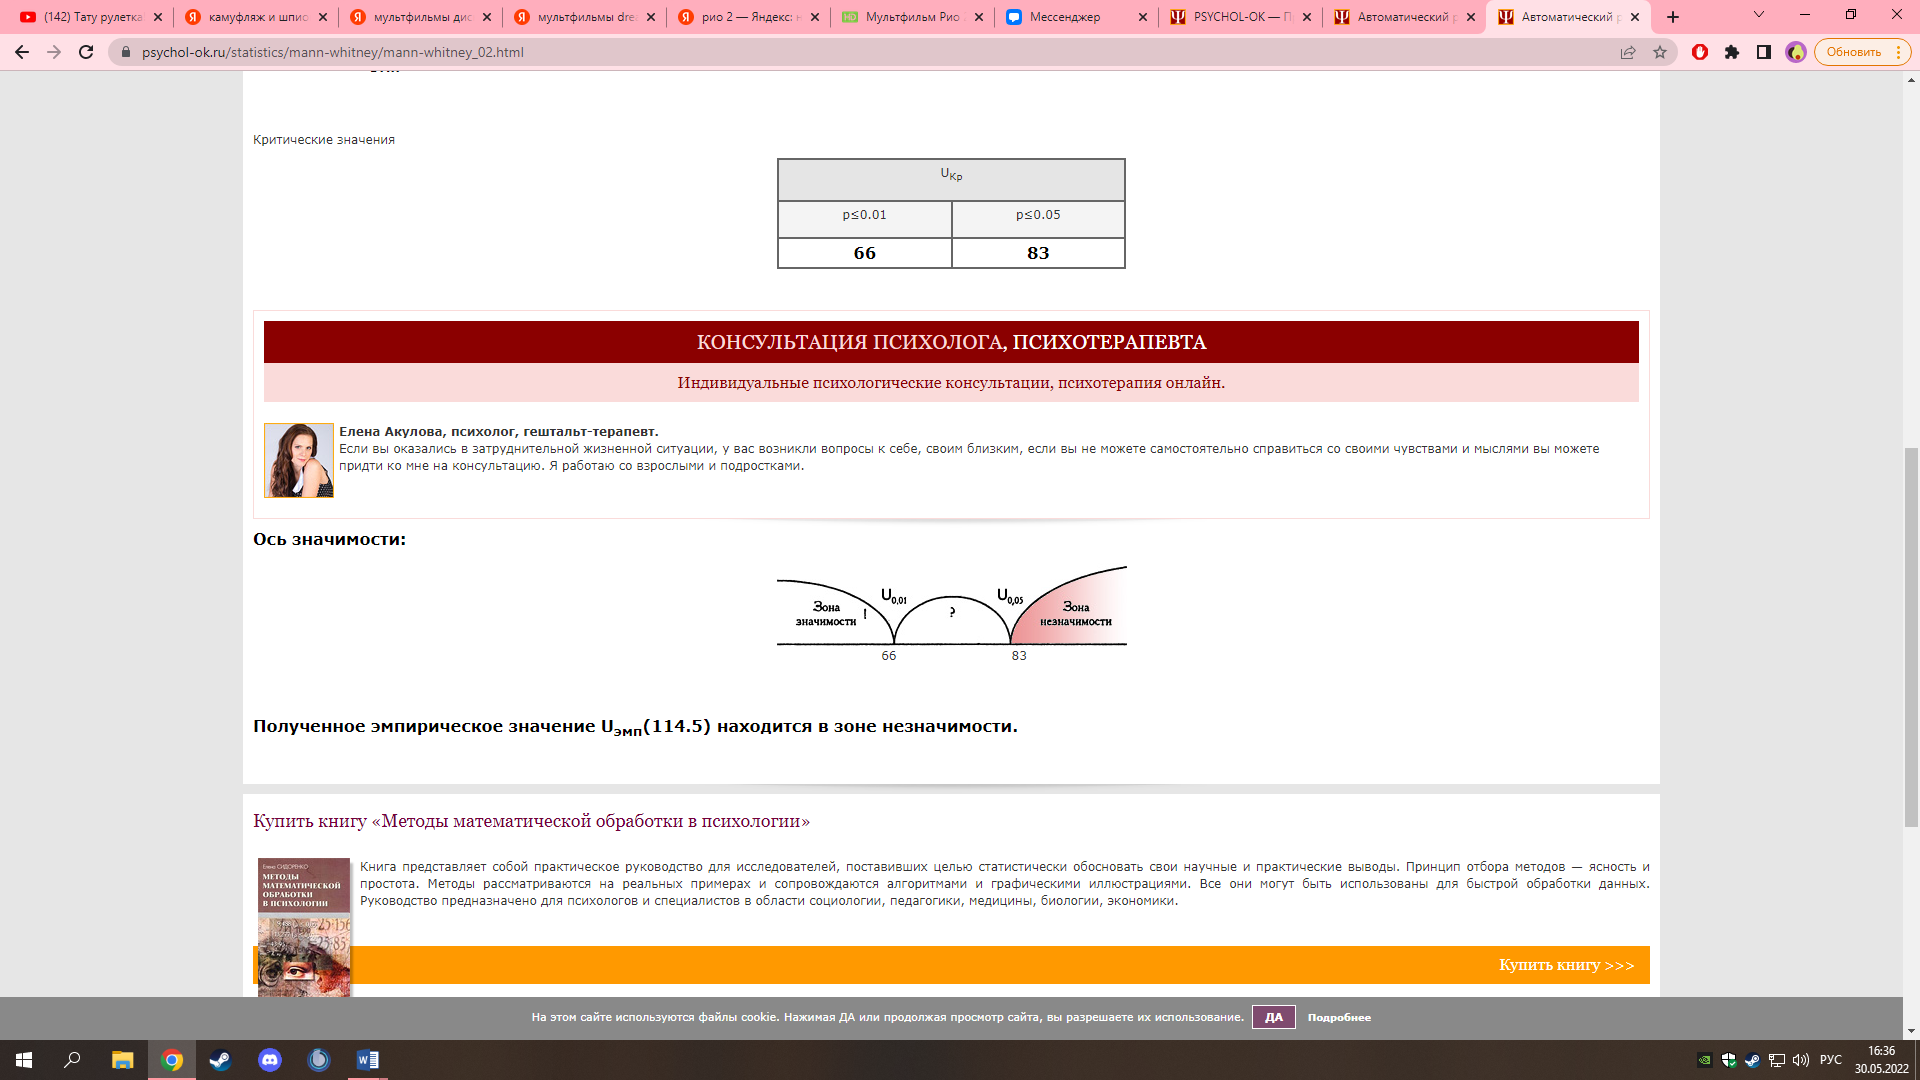 (142) Тату рулетка
камуфляж и шпио
мультфильмы дис
мультфильмы drea
рио 2 — Яндекс: н
Мультфильм Рио
Мессенджер
PSYCHOL-OK — П
Автоматический р
Автоматический р
psychol-ok.ru/statistics/mann-whitney/mann-whitney_02.html
Обновить
Критические значения
UКр
p≤0.01
p≤0.05
66
83
КОНСУЛЬТАЦИЯ ПСИХОЛОГА, ПСИХОТЕРАПЕВТА
Индивидуальные психологические консультации, психотерапия онлайн.
Елена Акулова, психолог, гештальт-терапевт.
Если вы оказались в затруднительной жизненной ситуации, у вас возникли вопросы к себе, своим близким, если вы не можете самостоятельно справиться со своими чувствами и мыслями вы можете
придти ко мне на консультацию. Я работаю со взрослыми и подростками.
Ось значимости:
U0,01
U0,05
Зона
значимости
!
?
Зона
незначимости
66
83
Полученное эмпирическое значение Uэмп(114.5) находится в зоне незначимости.
Купить книгу «Методы математической обработки в психологии»
Елена СИДОРЕНКО
МЕТОДЫ
МАТЕМАТИЧЕСКОЙ
ОБРАБОТКИ
В ПСИХОЛОГИИ
Книга представляет собой практическое руководство для исследователей, поставивших целью статистически обосновать свои научные и практические выводы. Принцип отбора методов — ясность и
простота. Методы рассматриваются на реальных примерах и сопровождаются алгоритмами и графическими иллюстрациями. Все они могут быть использованы для быстрой обработки данных.
Руководство предназначено для психологов и специалистов в области социологии, педагогики, медицины, биологии, экономики.
Купить книгу >>>
На этом сайте используются файлы cookie. Нажимая ДА или продолжая просмотр сайта, вы разрешаете их использование.
ДА
Подробнее
РУС
16:36
30.05.2022